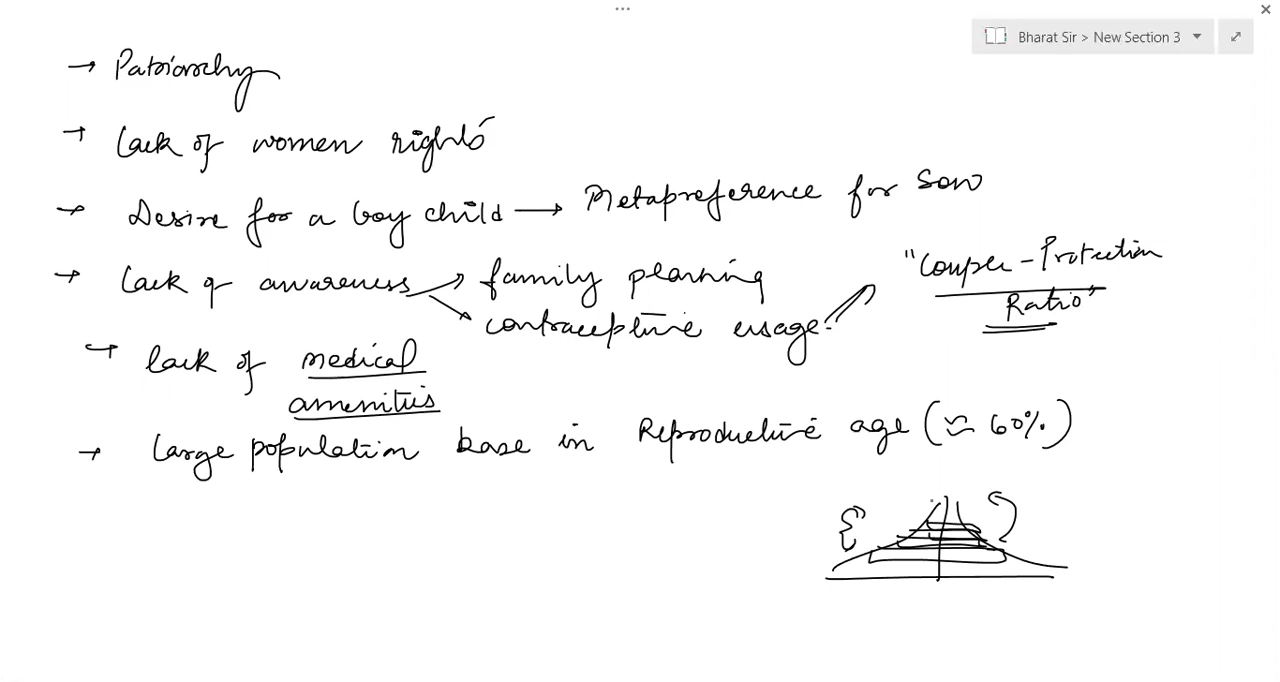 Bharat Sir > New Section 3
→ Patriarchy
→ Lack of women rights
→ Desire for a boy child → Metapreference for Son
→ Lack of awareness → family planning
→ contraceptive usage
"Couple - Protection
Ratio"
→ lack of medical
amenities
→ Large population base in Reproductive age (≈ 60%)